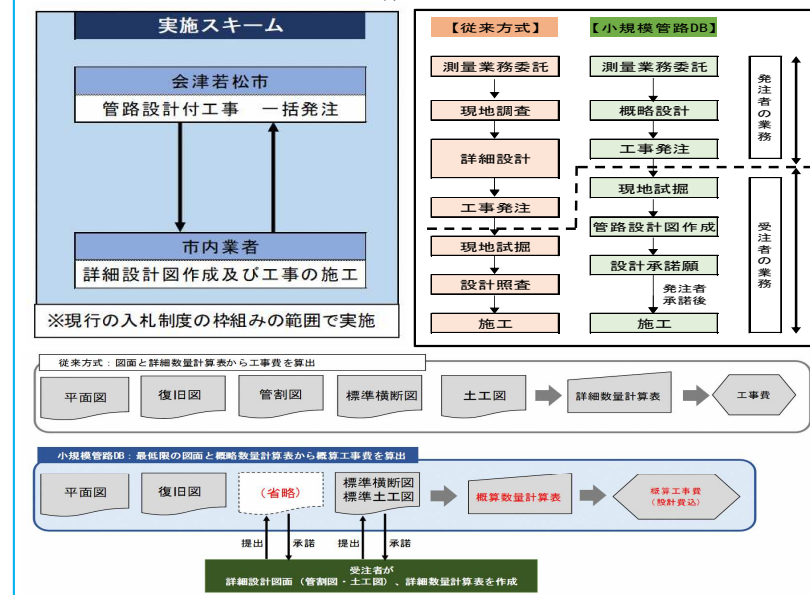 実施スキーム
会津若松市
管路設計付工事　一括発注
市内業者
詳細設計図作成及び工事の施工
※現行の入札制度の枠組みの範囲で実施
【従来方式】
測量業務委託
現地調査
詳細設計
工事発注
現地試掘
設計照査
施工
【小規模管路DB】
測量業務委託
概略設計
工事発注
現地試掘
管路設計図作成
設計承諾願
発注者
承諾後
施工
発注者の業務
受注者の業務
従来方式：図面と詳細数量計算表から工事費を算出
平面図
復旧図
管割図
標準横断図
土工図
詳細数量計算表
工事費
小規模管路DB：最低限の図面と概略数量計算表から概算工事費を算出
平面図
復旧図
（省略）
標準横断図
標準土工図
概算数量計算表
概算工事費
（設計費込）
提出
承諾
提出
承諾
受注者が
詳細設計図面（管割図・土工図）、詳細数量計算表を作成